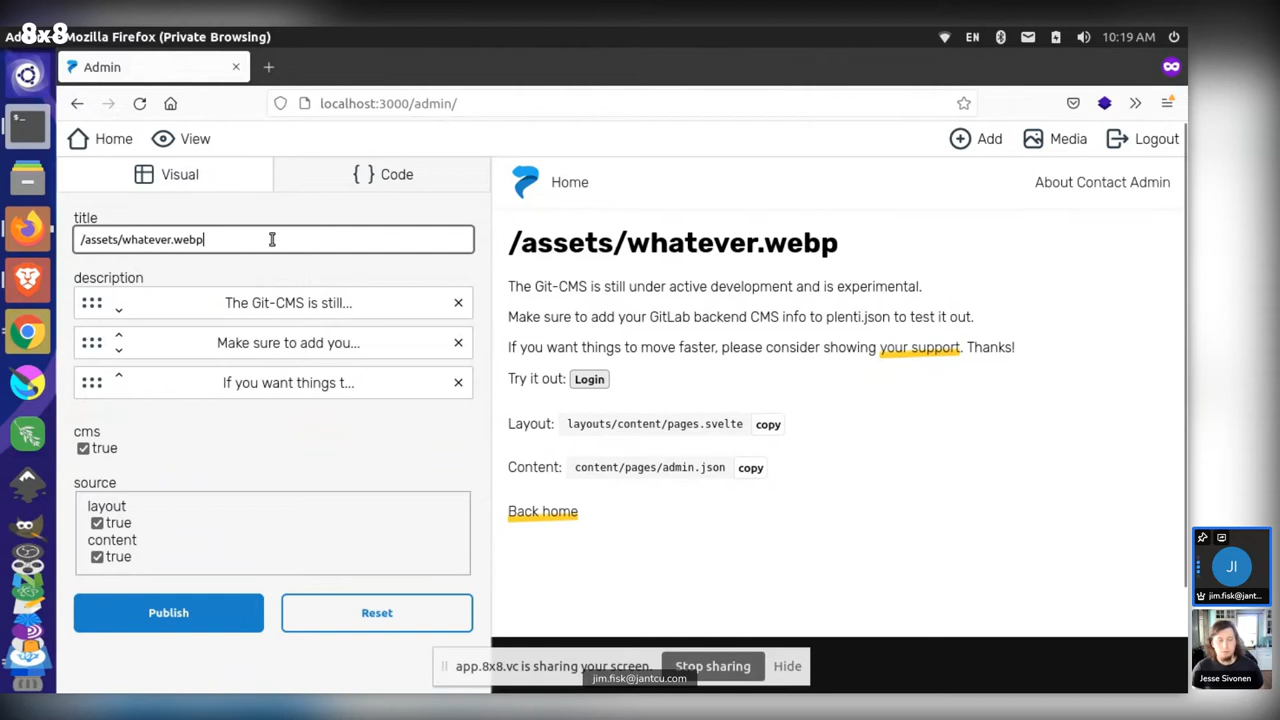 8x8
Ad Mozilla Firefox (Private Browsing)
EN
10:19 AM
Admin
localhost:3000/admin/
Home
View
Add
Media
Logout
Visual
{ } Code
Home
About Contact Admin
title
/assets/whatever.webp
/assets/whatever.webp
description
The Git-CMS is still...
Make sure to add you...
If you want things t...
The Git-CMS is still under active development and is experimental.
Make sure to add your GitLab backend CMS info to plenti.json to test it out.
If you want things to move faster, please consider showing your support. Thanks!
Try it out: Login
Layout: layouts/content/pages.svelte copy
Content: content/pages/admin.json copy
Back home
cms
true
source
layout
true
content
true
Publish
Reset
app.8x8.vc is sharing your screen.
Stop sharing
Hide
jim.fisk@jantcu.com
JI
jim.fisk@jant...
Jesse Sivonen